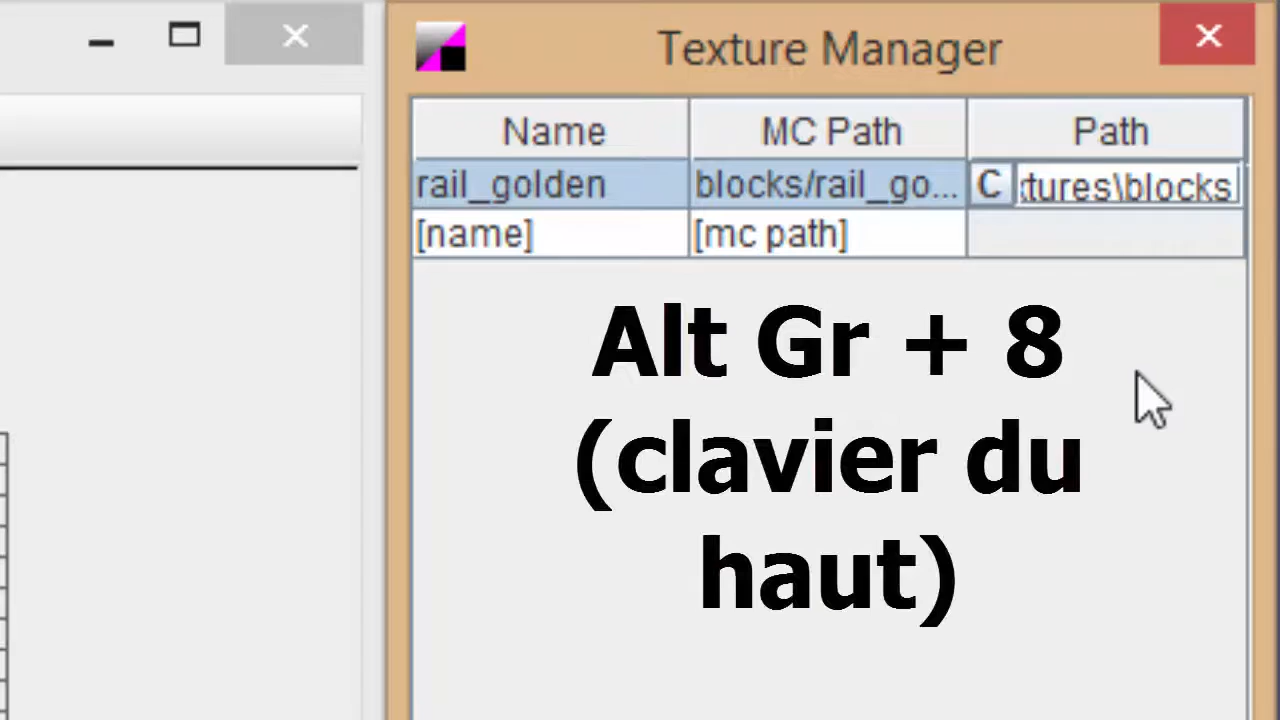 Texture Manager
Name MC Path Path
rail_golden blocks/rail_go... C tures\blocks
[name] [mc path]
Alt Gr + 8
(clavier du
haut)